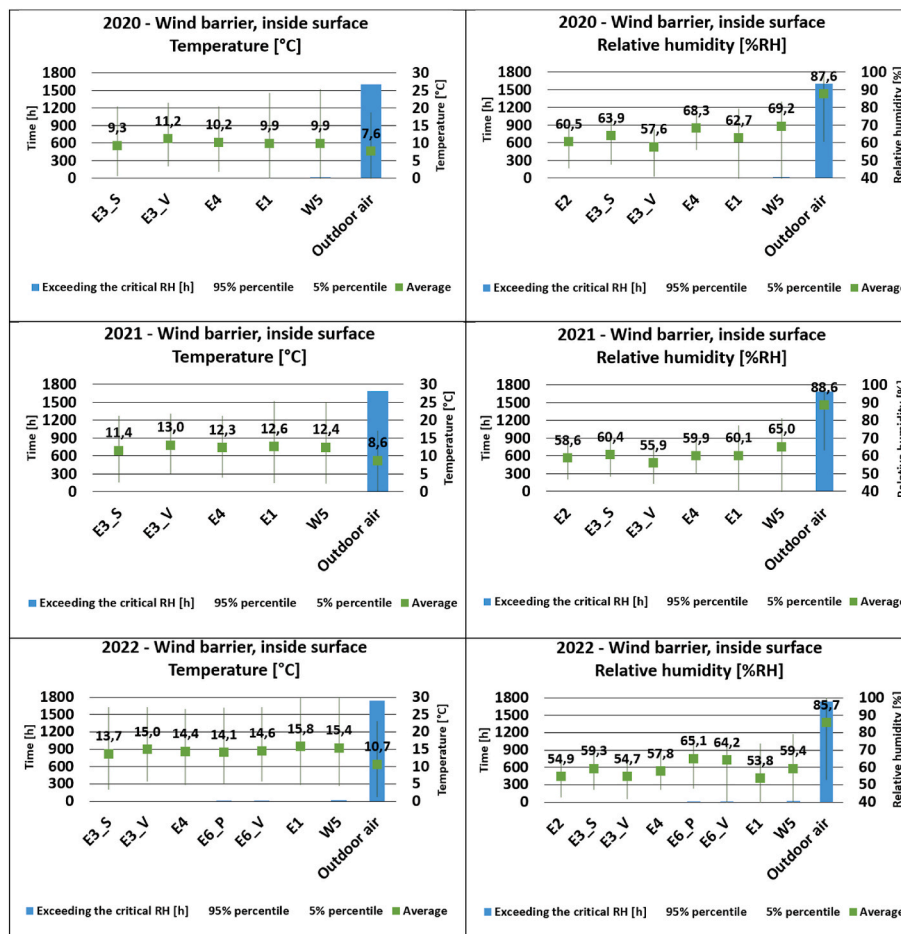 2020 - Wind barrier, inside surface
Temperature [°C]
1800
1500
1200
900
600
300
0
Time [h]
30
25
20
15
10
5
0
Temperature [°C]
9,3
11,2
10,2
9,9
9,9
7,6
E3_S
E3_V
E4
E1
W5
Outdoor air
Exceeding the critical RH [h] 95% percentile 5% percentile Average
2020 - Wind barrier, inside surface
Relative humidity [%RH]
1800
1500
1200
900
600
300
0
Time [h]
100
90
80
70
60
50
40
Relative humidity [%]
60,5
63,9
57,6
68,3
62,7
69,2
87,6
E2
E3_S
E3_V
E4
E1
W5
Outdoor air
Exceeding the critical RH [h] 95% percentile 5% percentile Average
2021 - Wind barrier, inside surface
Temperature [°C]
1800
1500
1200
900
600
300
0
Time [h]
30
25
20
15
10
5
0
Temperature [°C]
11,4
13,0
12,3
12,6
12,4
8,6
E3_S
E3_V
E4
E1
W5
Outdoor air
Exceeding the critical RH [h] 95% percentile 5% percentile Average
2021 - Wind barrier, inside surface
Relative humidity [%RH]
1800
1500
1200
900
600
300
0
Time [h]
100
90
80
70
60
50
40
Relative humidity [%]
58,6
60,4
55,9
59,9
60,1
65,0
88,6
E2
E3_S
E3_V
E4
E1
W5
Outdoor air
Exceeding the critical RH [h] 95% percentile 5% percentile Average
2022 - Wind barrier, inside surface
Temperature [°C]
1800
1500
1200
900
600
300
0
Time [h]
30
25
20
15
10
5
0
Temperature [°C]
13,7
15,0
14,4
14,1
14,6
15,8
15,4
10,7
E3_S
E3_V
E4
E6_P
E6_V
E1
W5
Outdoor air
Exceeding the critical RH [h] 95% percentile 5% percentile Average
2022 - Wind barrier, inside surface
Relative humidity [%RH]
1800
1500
1200
900
600
300
0
Time [h]
100
90
80
70
60
50
40
Relative humidity [%]
54,9
59,3
54,7
57,8
65,1
64,2
53,8
59,4
85,7
E2
E3_S
E3_V
E4
E6_P
E6_V
E1
W5
Outdoor air
Exceeding the critical RH [h] 95% percentile 5% percentile Average